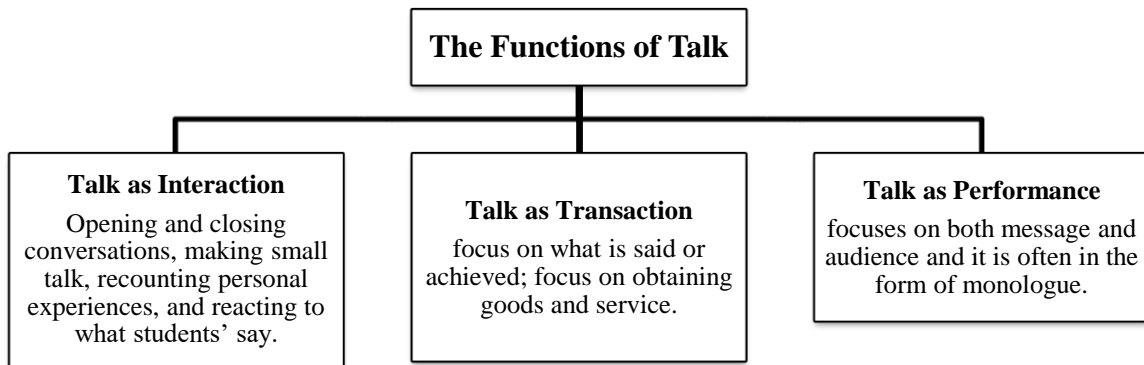 The Functions of Talk
Talk as Interaction
Opening and closing
conversations, making small
talk, recounting personal
experiences, and reacting to
what students’ say.
Talk as Transaction
focus on what is said or
achieved; focus on obtaining
goods and service.
Talk as Performance
focuses on both message and
audience and it is often in the
form of monologue.